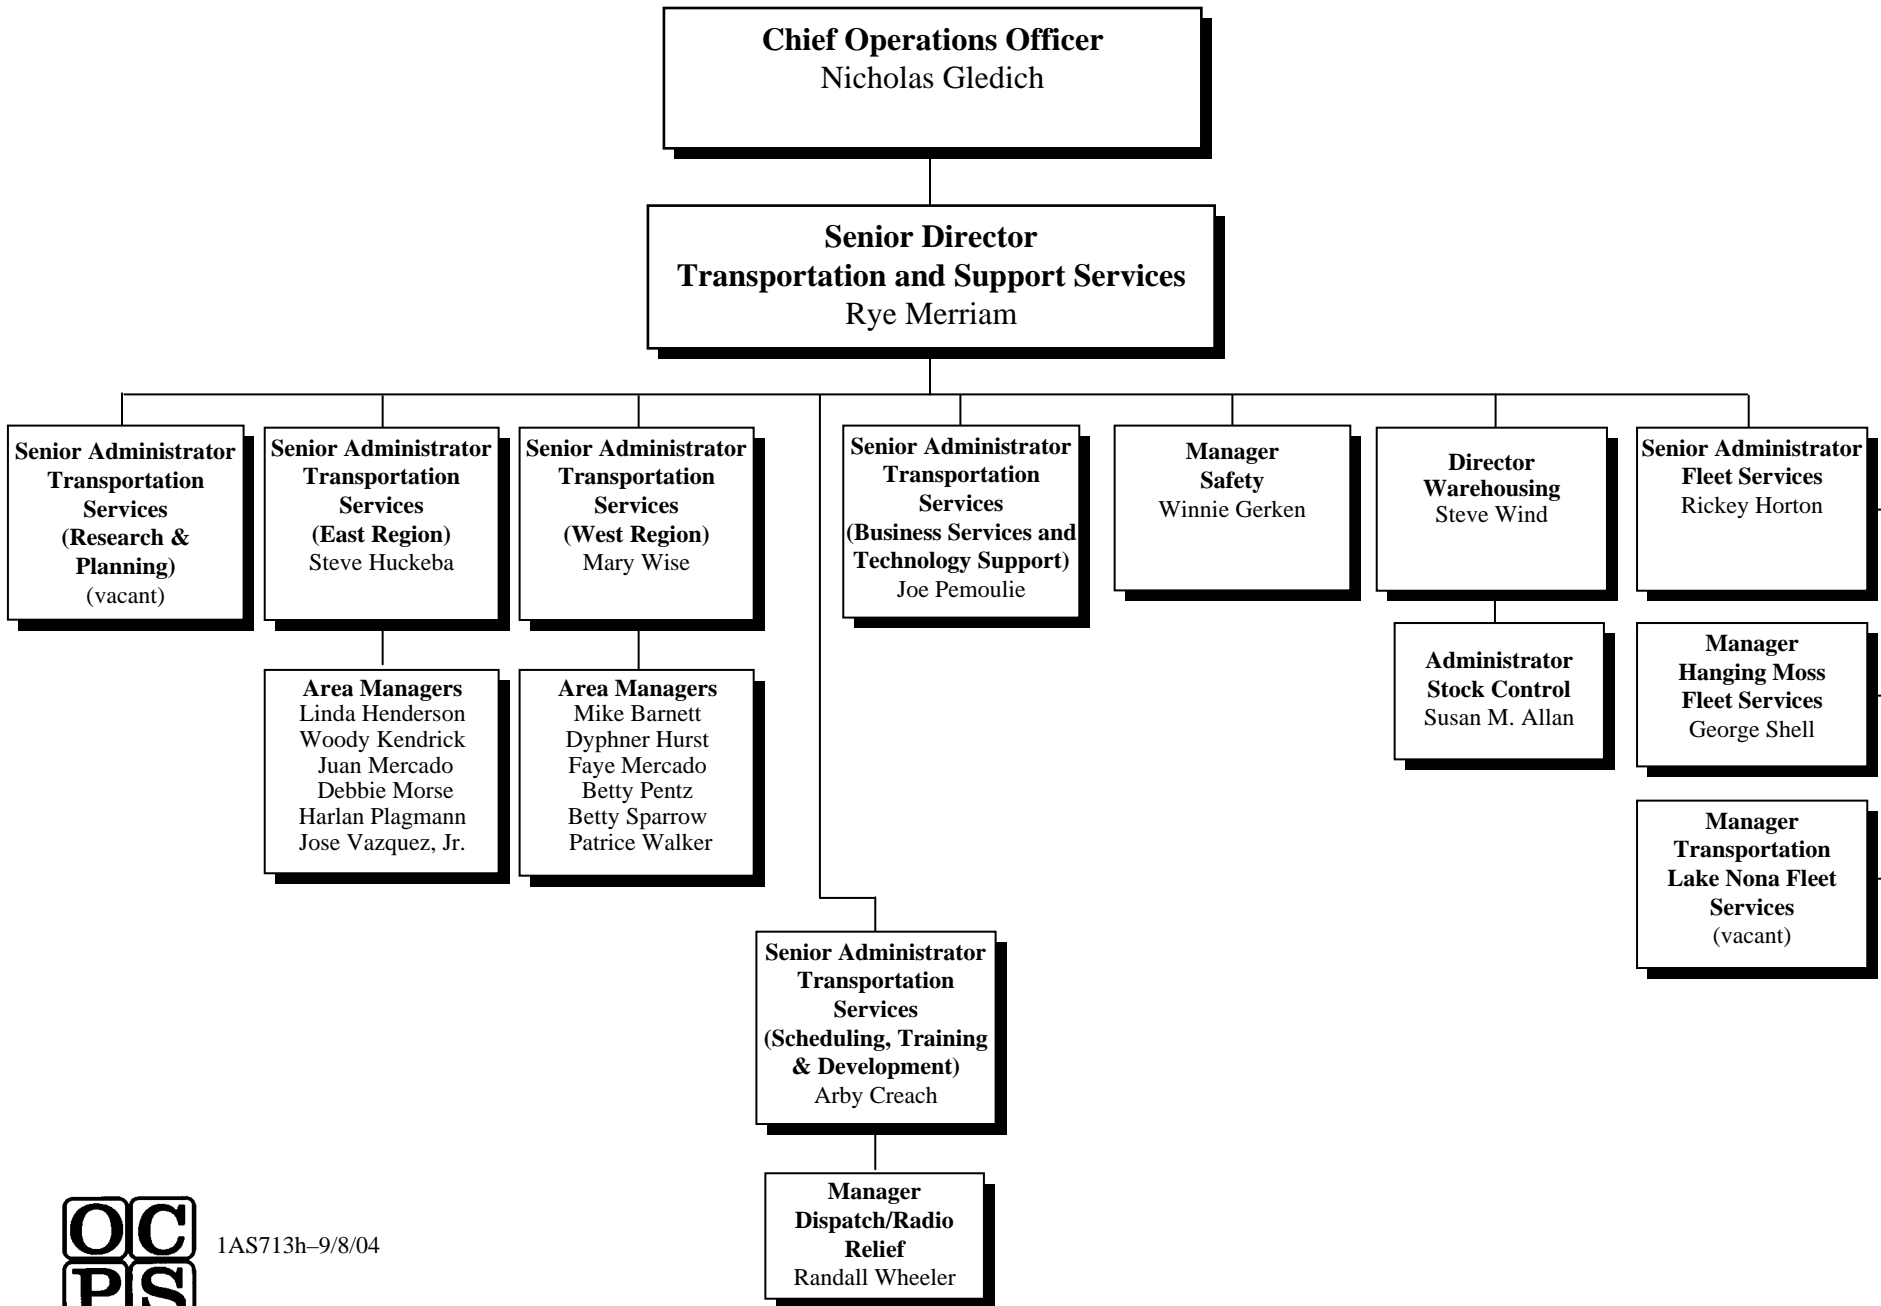 Chief Operations Officer
Nicholas Gledich
Senior Director
Transportation and Support Services
Rye Merriam
Senior Administrator
Transportation
Services
(Research &
Planning)
(vacant)
Senior Administrator
Transportation
Services
(East Region)
Steve Huckeba
Senior Administrator
Transportation
Services
(West Region)
Mary Wise
Senior Administrator
Transportation
Services
(Business Services and
Technology Support)
Joe Pemoulie
Manager
Safety
Winnie Gerken
Director
Warehousing
Steve Wind
Senior Administrator
Fleet Services
Rickey Horton
Area Managers
Linda Henderson
Woody Kendrick
Juan Mercado
Debbie Morse
Harlan Plagmann
Jose Vazquez, Jr.
Area Managers
Mike Barnett
Dyphner Hurst
Faye Mercado
Betty Pentz
Betty Sparrow
Patrice Walker
Administrator
Stock Control
Susan M. Allan
Manager
Hanging Moss
Fleet Services
George Shell
Manager
Transportation
Lake Nona Fleet
Services
(vacant)
Senior Administrator
Transportation
Services
(Scheduling, Training
& Development)
Arby Creach
Manager
Dispatch/Radio
Relief
Randall Wheeler
OC
PS
1AS713h–9/8/04